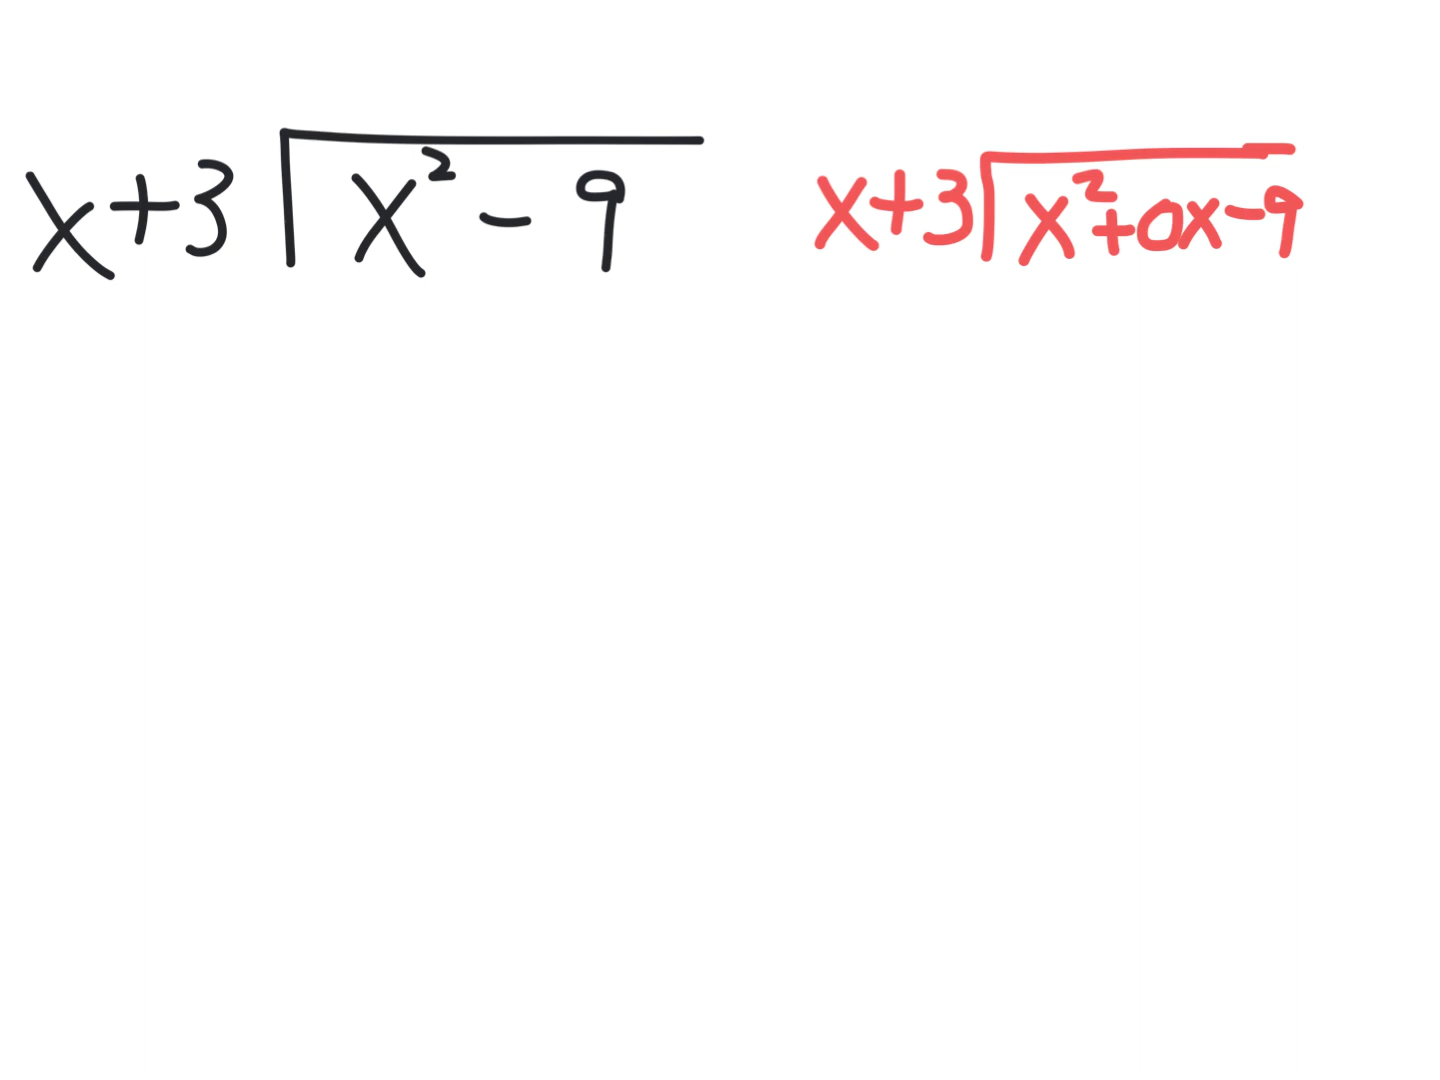 x+3 ⟌ x² - 9
x+3 ⟌ x²+0x-9